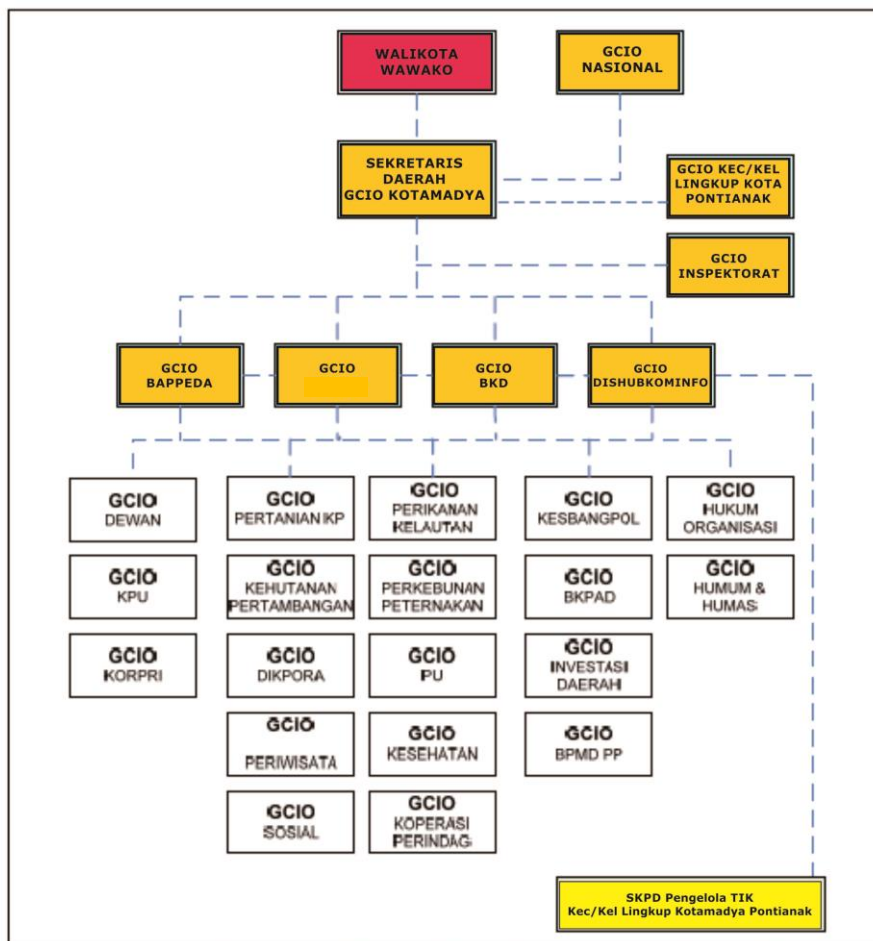 WALIKOTA
WAWAKO
GCIO
NASIONAL
SEKRETARIS
DAERAH
GCIO KOTAMADYA
GCIO KEC/KEL
LINGKUP KOTA
PONTIANAK
GCIO
INSPEKTORAT
GCIO
BAPPEDA
GCIO
GCIO
BKD
GCIO
DISHUBKOMINFO
GCIO
DEWAN
GCIO
PERTANIAN KP
GCIO
PERIKANAN
KELAUTAN
GCIO
KESBANGPOL
GCIO
HUKUM
ORGANISASI
GCIO
KPU
GCIO
KEHUTANAN
PERTAMBANGAN
GCIO
PERKEBUNAN
PETERNAKAN
GCIO
BKPAD
GCIO
HUMUM &
HUMAS
GCIO
KORPRI
GCIO
DIKPORA
GCIO
PU
GCIO
INVESTASI
DAERAH
GCIO
PERIWISATA
GCIO
KESEHATAN
GCIO
BPMD PP
GCIO
SOSIAL
GCIO
KOPERASI
PERINDAG
SKPD Pengelola TIK
Kec/Kel Lingkup Kotamadya Pontianak